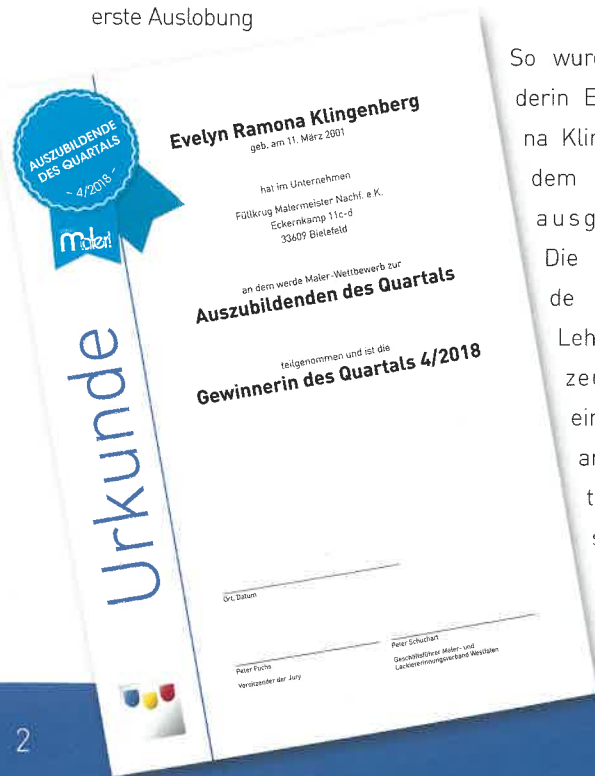 erste Auslobung
AUSZUBILDENDE
DES QUARTALS
~ 4/2018 ~
werde
Maler!
Urkunde
Evelyn Ramona Klingenberg
geb. am 11. März 2001
hat im Unternehmen
Füllkrug Malermeister Nachf. e.K.
Eckernkamp 11c-d
33609 Bielefeld
an dem werde Maler-Wettbewerb zur
Auszubildenden des Quartals
teilgenommen und ist die
Gewinnerin des Quartals 4/2018
Ort, Datum
Peter Fuchs
Vorsitzender der Jury
Peter Schuchart
Geschäftsführer Maler- und
Lackiererinnungsverband Westfalen
So wur
derin E
na Klin
dem
ausg
Die
de
Leh
zeu
ein
an
t
s
2